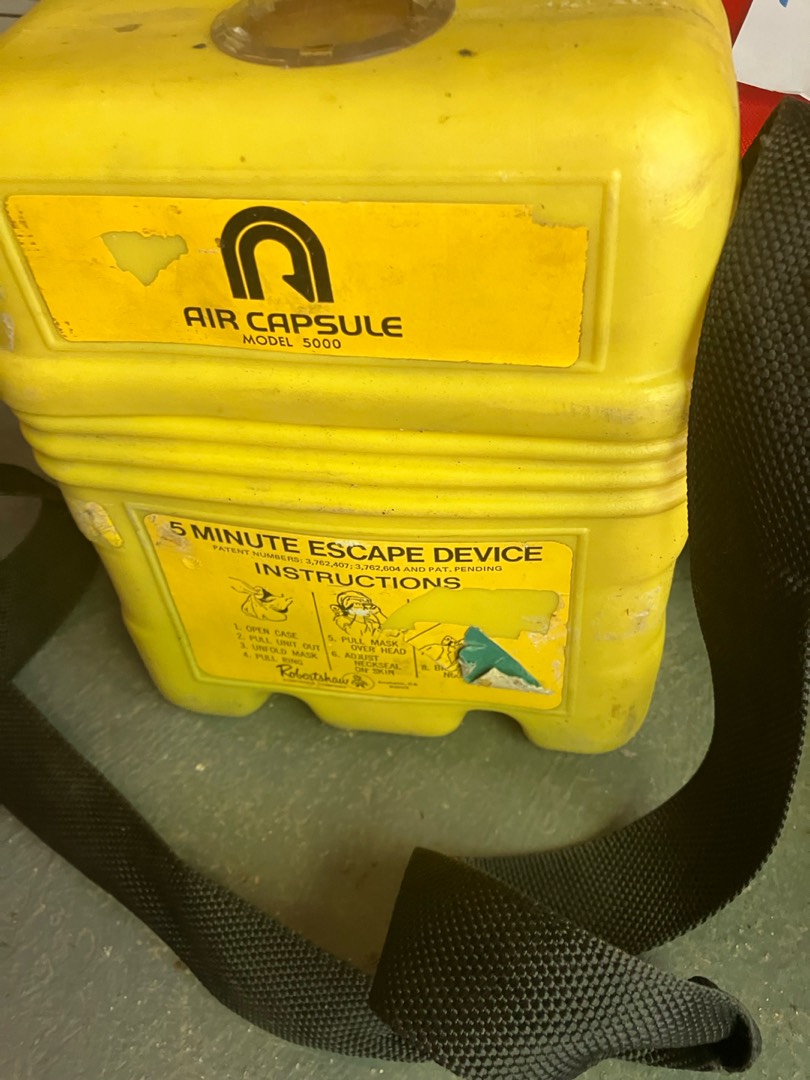 AIR CAPSULE
MODEL 5000
5 MINUTE ESCAPE DEVICE
PATENT NUMBERS: 3,762,407; 3,762,604 AND PAT. PENDING
INSTRUCTIONS
1. OPEN CASE
2. PULL UNIT OUT
3. UNFOLD MASK
4. PULL RING
5. PULL MASK
OVER HEAD
6. ADJUST
NECKSEAL
ON SKIN
8.
Robertshaw